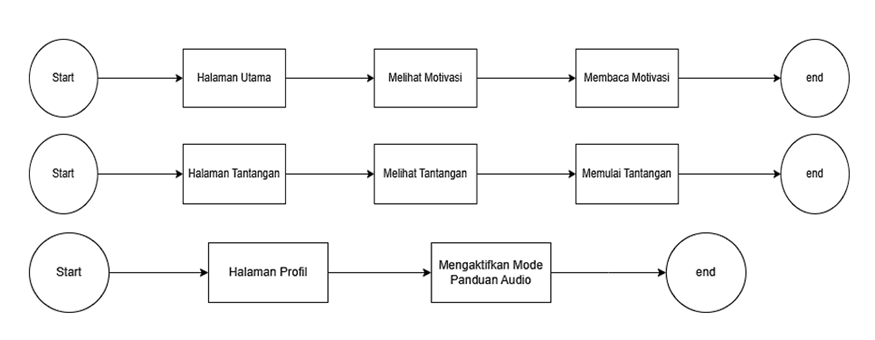 Start
Halaman Utama
Melihat Motivasi
Membaca Motivasi
end
Start
Halaman Tantangan
Melihat Tantangan
Memulai Tantangan
end
Start
Halaman Profil
Mengaktifkan Mode
Panduan Audio
end